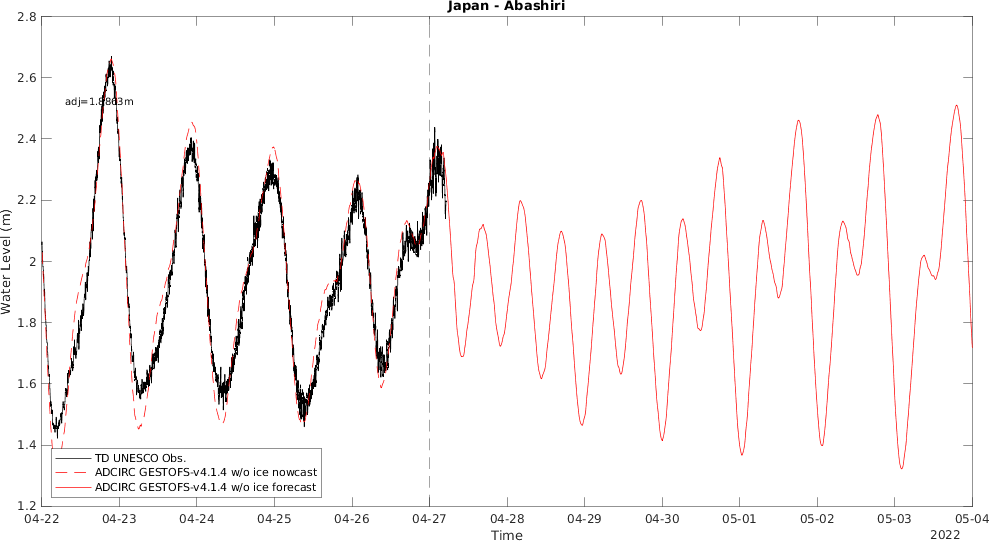 Japan - Abashiri
2.8
2.6
2.4
2.2
2
1.8
1.6
1.4
1.2
Water Level (m)
adj=1.8863m
TD UNESCO Obs.
ADCIRC GESTOFS-v4.1.4 w/o ice nowcast
ADCIRC GESTOFS-v4.1.4 w/o ice forecast
04-22 04-23 04-24 04-25 04-26 04-27 04-28 04-29 04-30 05-01 05-02 05-03 05-04
Time
2022